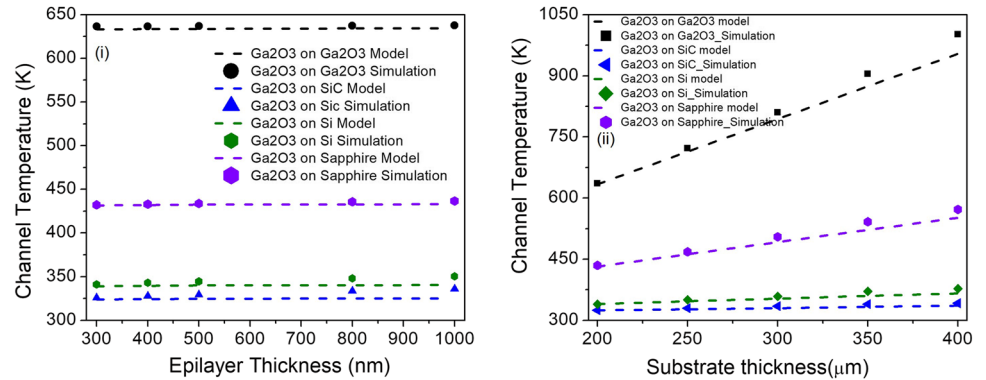 650
600
550
500
450
400
350
300
300 400 500 600 700 800 900 1000
Channel Temperature (K)
Epilayer Thickness (nm)
(i)
Ga2O3 on Ga2O3 Model
Ga2O3 on Ga2O3 Simulation
Ga2O3 on SiC Model
Ga2O3 on Sic Simulation
Ga2O3 on Si Model
Ga2O3 on Si Simulation
Ga2O3 on Sapphire Model
Ga2O3 on Sapphire Simulation
1050
900
750
600
450
300
200 250 300 350 400
Channel Temperature (K)
Substrate thickness(μm)
Ga2O3 on Ga2O3 model
Ga2O3 on Ga2O3_Simulation
Ga2O3 on SiC model
Ga2O3 on SiC_Simulation
Ga2O3 on Si model
Ga2O3 on Si_Simulation
Ga2O3 on Sapphire model
Ga2O3 on Sapphire_Simulation
(ii)